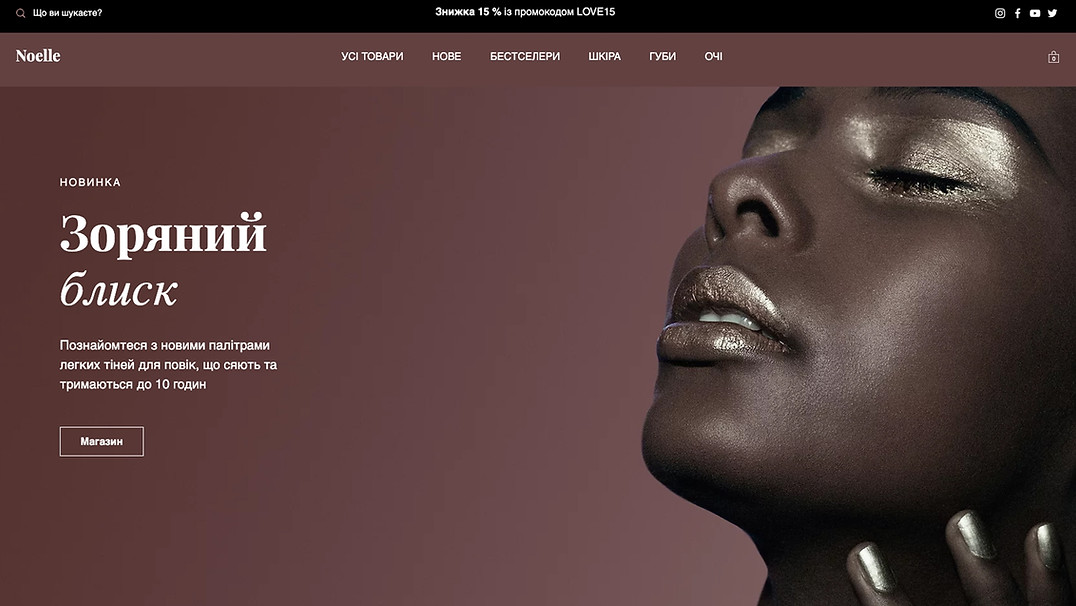 Що ви шукаєте?
Знижка 15 % із промокодом LOVE15
Noelle
УСІ ТОВАРИ НОВЕ БЕСТСЕЛЕРИ ШКІРА ГУБИ ОЧІ
0
НОВИНКА
Зоряний
блиск
Познайомтеся з новими палітрами
легких тіней для повік, що сяють та
тримаються до 10 годин
Магазин